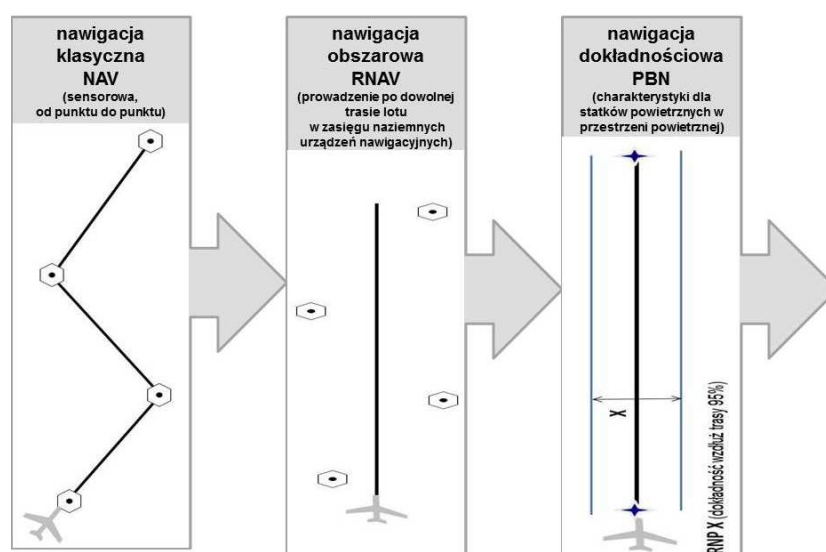 nawigacja
klasyczna
NAV
(sensorowa,
od punktu do punktu)
nawigacja
obszarowa
RNAV
(prowadzenie po dowolnej
trasie lotu
w zasięgu naziemnych
urządzeń nawigacyjnych)
nawigacja
dokładnościowa
PBN
(charakterystyki dla
statków powietrznych w
przestrzeni powietrznej)
X
RNP X (dokładność wzdłuż trasy 95%)